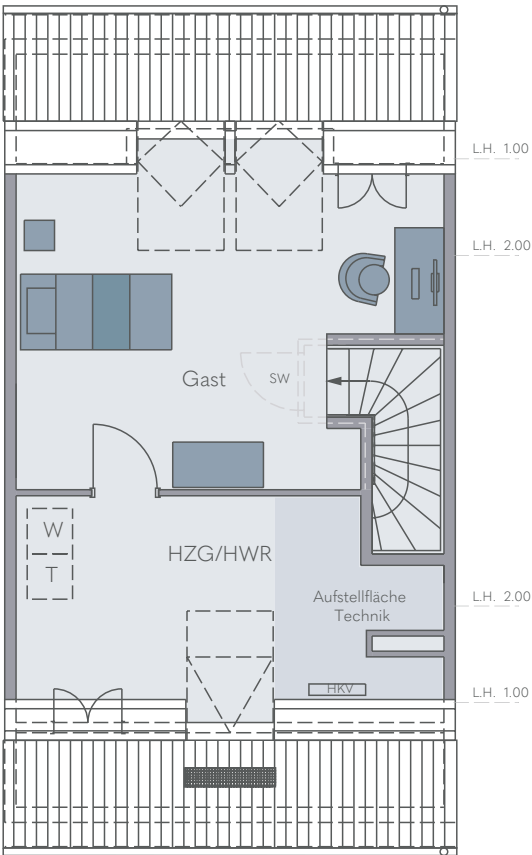 L.H. 1.00
L.H. 2.00
Gast
SW
W
HZG/HWR
T
Aufstellfläche
Technik
L.H. 2.00
HKV
L.H. 1.00